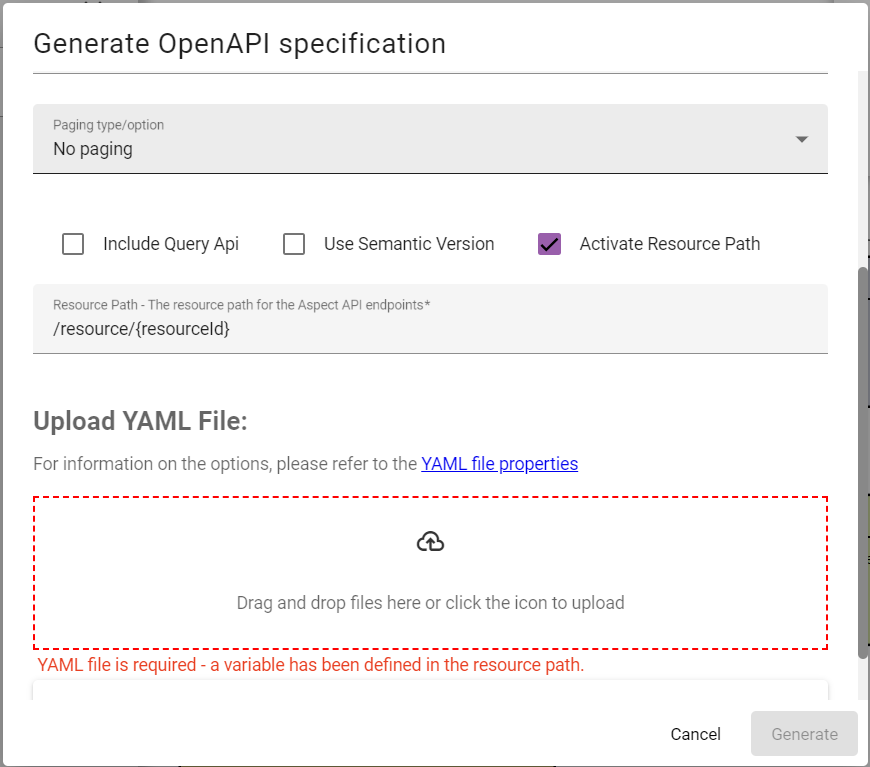 Generate OpenAPI specification
Paging type/option
No paging
Include Query Api
Use Semantic Version
Activate Resource Path
Resource Path - The resource path for the Aspect API endpoints*
/resource/{resourceId}
Upload YAML File:
For information on the options, please refer to the YAML file properties
Drag and drop files here or click the icon to upload
YAML file is required - a variable has been defined in the resource path.
Cancel
Generate